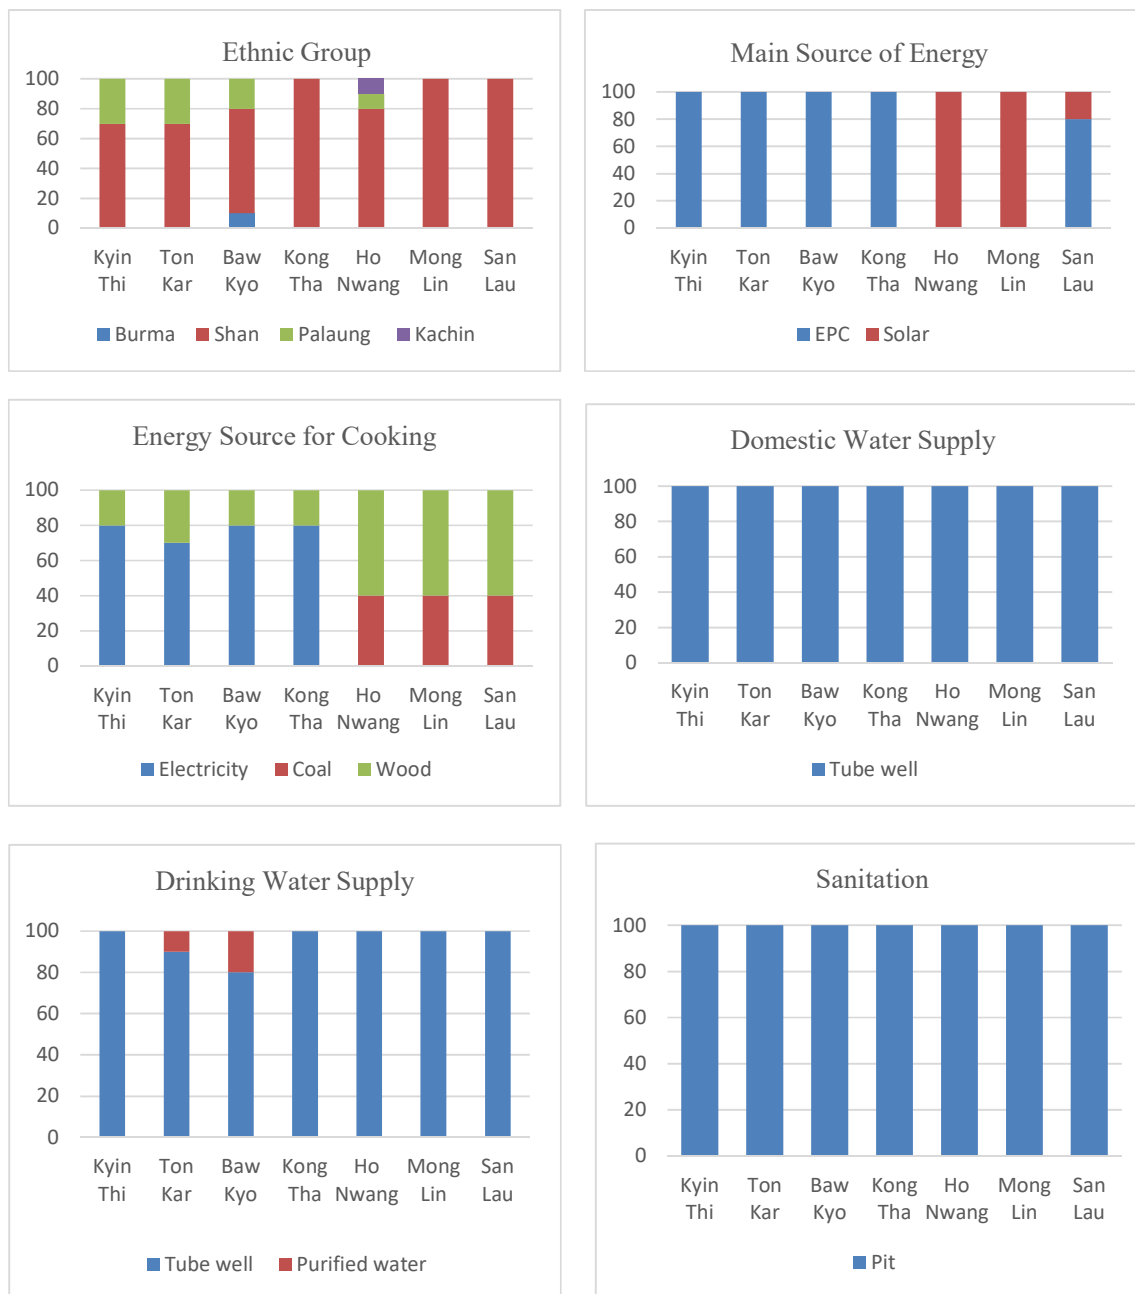 Ethnic Group
100
80
60
40
20
0
Kyin Ton Baw Kong Ho Mong San
Thi Kar Kyo Tha Nwang Lin Lau
Burma Shan Palaung Kachin
Main Source of Energy
100
80
60
40
20
0
Kyin Ton Baw Kong Ho Mong San
Thi Kar Kyo Tha Nwang Lin Lau
EPC Solar
Energy Source for Cooking
100
80
60
40
20
0
Kyin Ton Baw Kong Ho Mong San
Thi Kar Kyo Tha Nwang Lin Lau
Electricity Coal Wood
Domestic Water Supply
100
80
60
40
20
0
Kyin Ton Baw Kong Ho Mong San
Thi Kar Kyo Tha Nwang Lin Lau
Tube well
Drinking Water Supply
100
80
60
40
20
0
Kyin Ton Baw Kong Ho Mong San
Thi Kar Kyo Tha Nwang Lin Lau
Tube well Purified water
Sanitation
100
80
60
40
20
0
Kyin Ton Baw Kong Ho Mong San
Thi Kar Kyo Tha Nwang Lin Lau
Pit